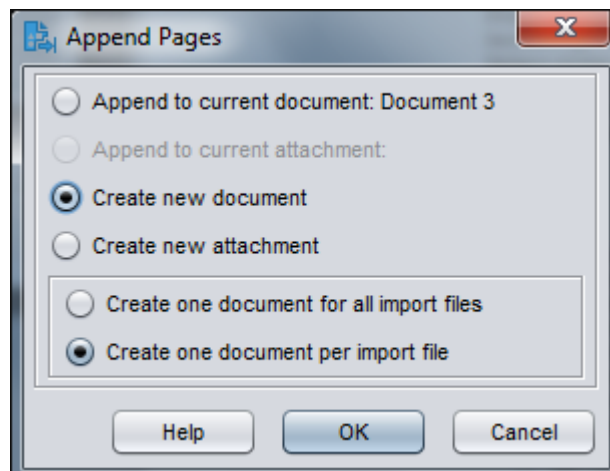 Append Pages
Append to current document: Document 3
Append to current attachment:
Create new document
Create new attachment
Create one document for all import files
Create one document per import file
Help OK Cancel